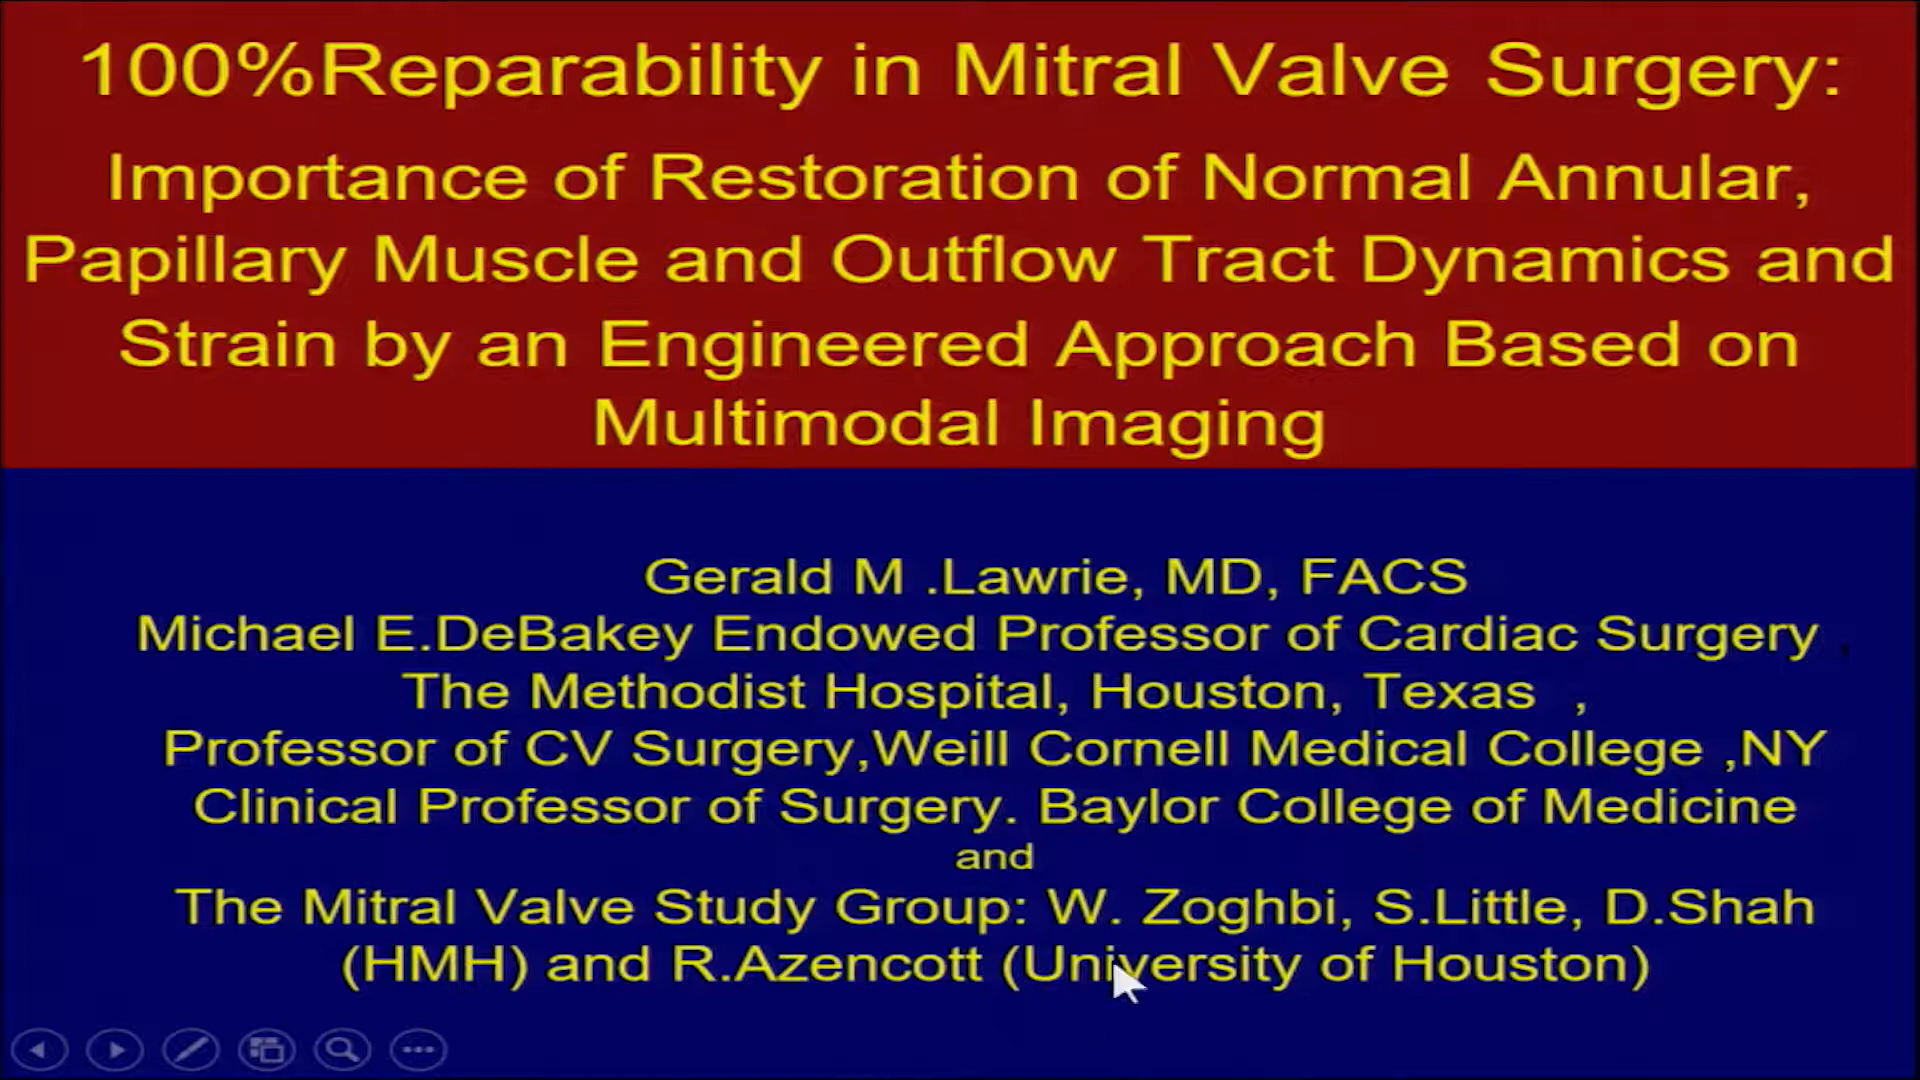 100%Reparability in Mitral Valve Surgery:
Importance of Restoration of Normal Annular,
Papillary Muscle and Outflow Tract Dynamics and
Strain by an Engineered Approach Based on
Multimodal Imaging
Gerald M .Lawrie, MD, FACS
Michael E.DeBakey Endowed Professor of Cardiac Surgery ,
The Methodist Hospital, Houston, Texas ,
Professor of CV Surgery,Weill Cornell Medical College ,NY
Clinical Professor of Surgery. Baylor College of Medicine
and
The Mitral Valve Study Group: W. Zoghbi, S.Little, D.Shah
(HMH) and R.Azencott (University of Houston)